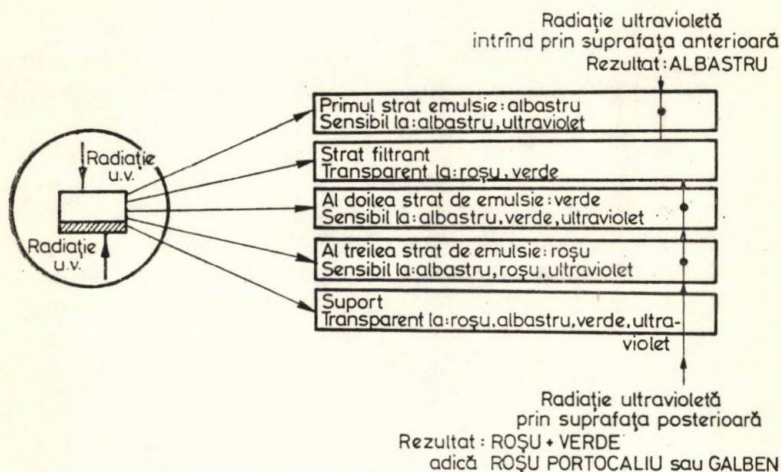 Radiație ultravioletă
intrînd prin suprafața anterioară
Rezultat: ALBASTRU
Primul strat emulsie: albastru
Sensibil la: albastru, ultraviolet
Strat filtrant
Transparent la: roșu, verde
Al doilea strat de emulsie: verde
Sensibil la: albastru, verde, ultraviolet
Al treilea strat de emulsie: roșu
Sensibil la: albastru, roșu, ultraviolet
Suport
Transparent la: roșu, albastru, verde, ultra-
violet
Radiație
u.v.
Radiație
u.v.
Radiație ultravioletă
prin suprafața posterioară
Rezultat: ROȘU + VERDE
adică ROȘU PORTOCALIU sau GALBEN